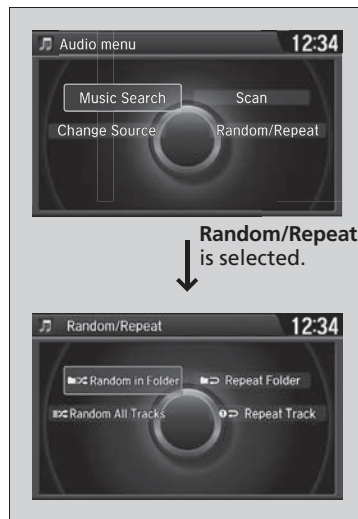 Audio menu 12:34
Music Search Scan
Change Source Random/Repeat
Random/Repeat
is selected.
Random/Repeat 12:34
Random in Folder Repeat Folder
Random All Tracks Repeat Track